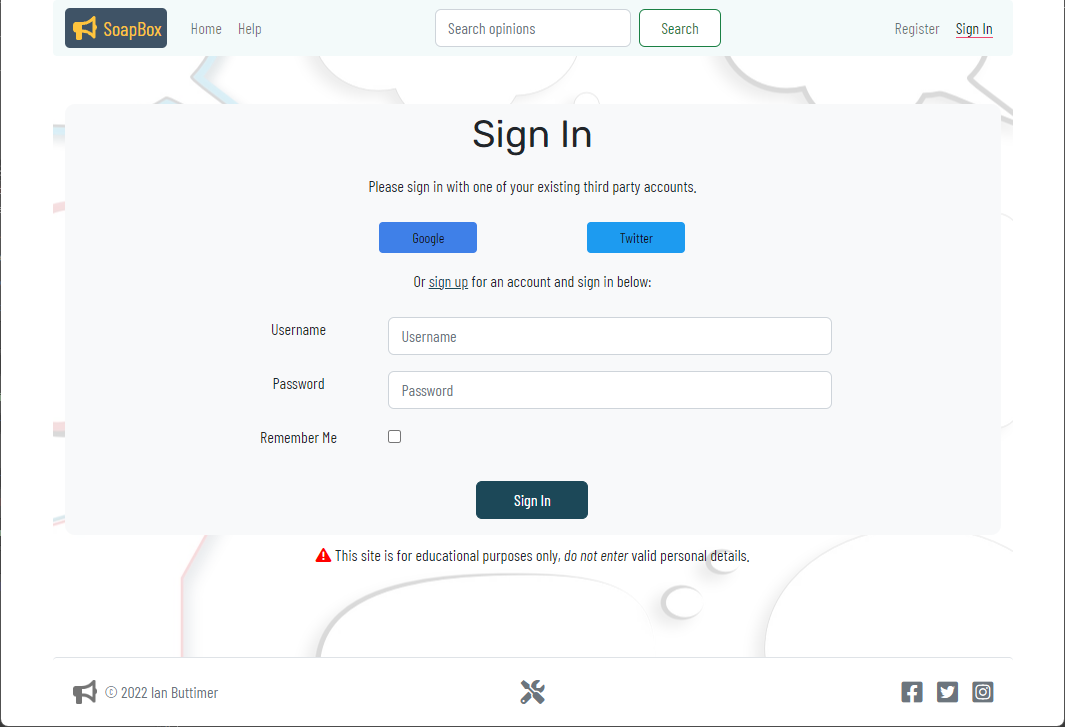 SoapBox Home Help Search opinions Search Register Sign In
Sign In
Please sign in with one of your existing third party accounts.
Google Twitter
Or sign up for an account and sign in below:
Username Username
Password Password
Remember Me
Sign In
This site is for educational purposes only, do not enter valid personal details.
© 2022 Ian Buttimer